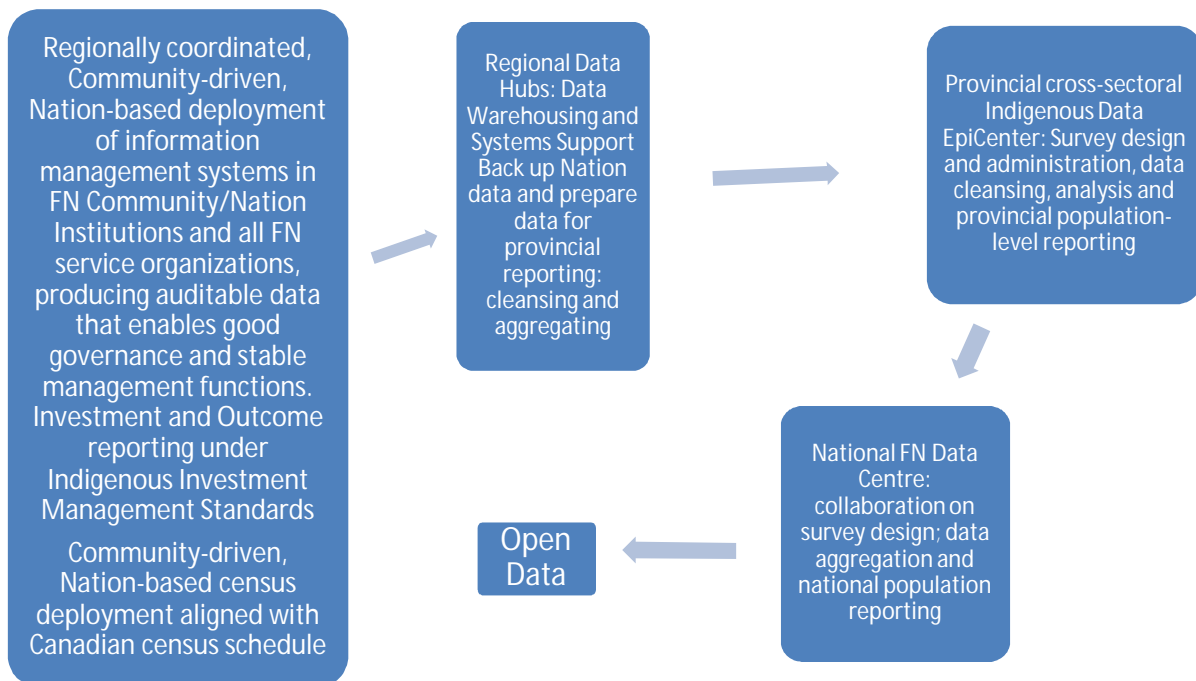 Regionally coordinated,
Community-driven,
Nation-based deployment
of information
management systems in
FN Community/Nation
Institutions and all FN
service organizations,
producing auditable data
that enables good
governance and stable
management functions.
Investment and Outcome
reporting under
Indigenous Investment
Management Standards
Community-driven,
Nation-based census
deployment aligned with
Canadian census schedule
Regional Data
Hubs: Data
Warehousing and
Systems Support
Back up Nation
data and prepare
data for
provincial
reporting:
cleansing and
aggregating
Provincial cross-sectoral
Indigenous Data
EpiCenter: Survey design
and administration, data
cleansing, analysis and
provincial population-
level reporting
National FN Data
Centre:
collaboration on
survey design; data
aggregation and
national population
reporting
Open
Data